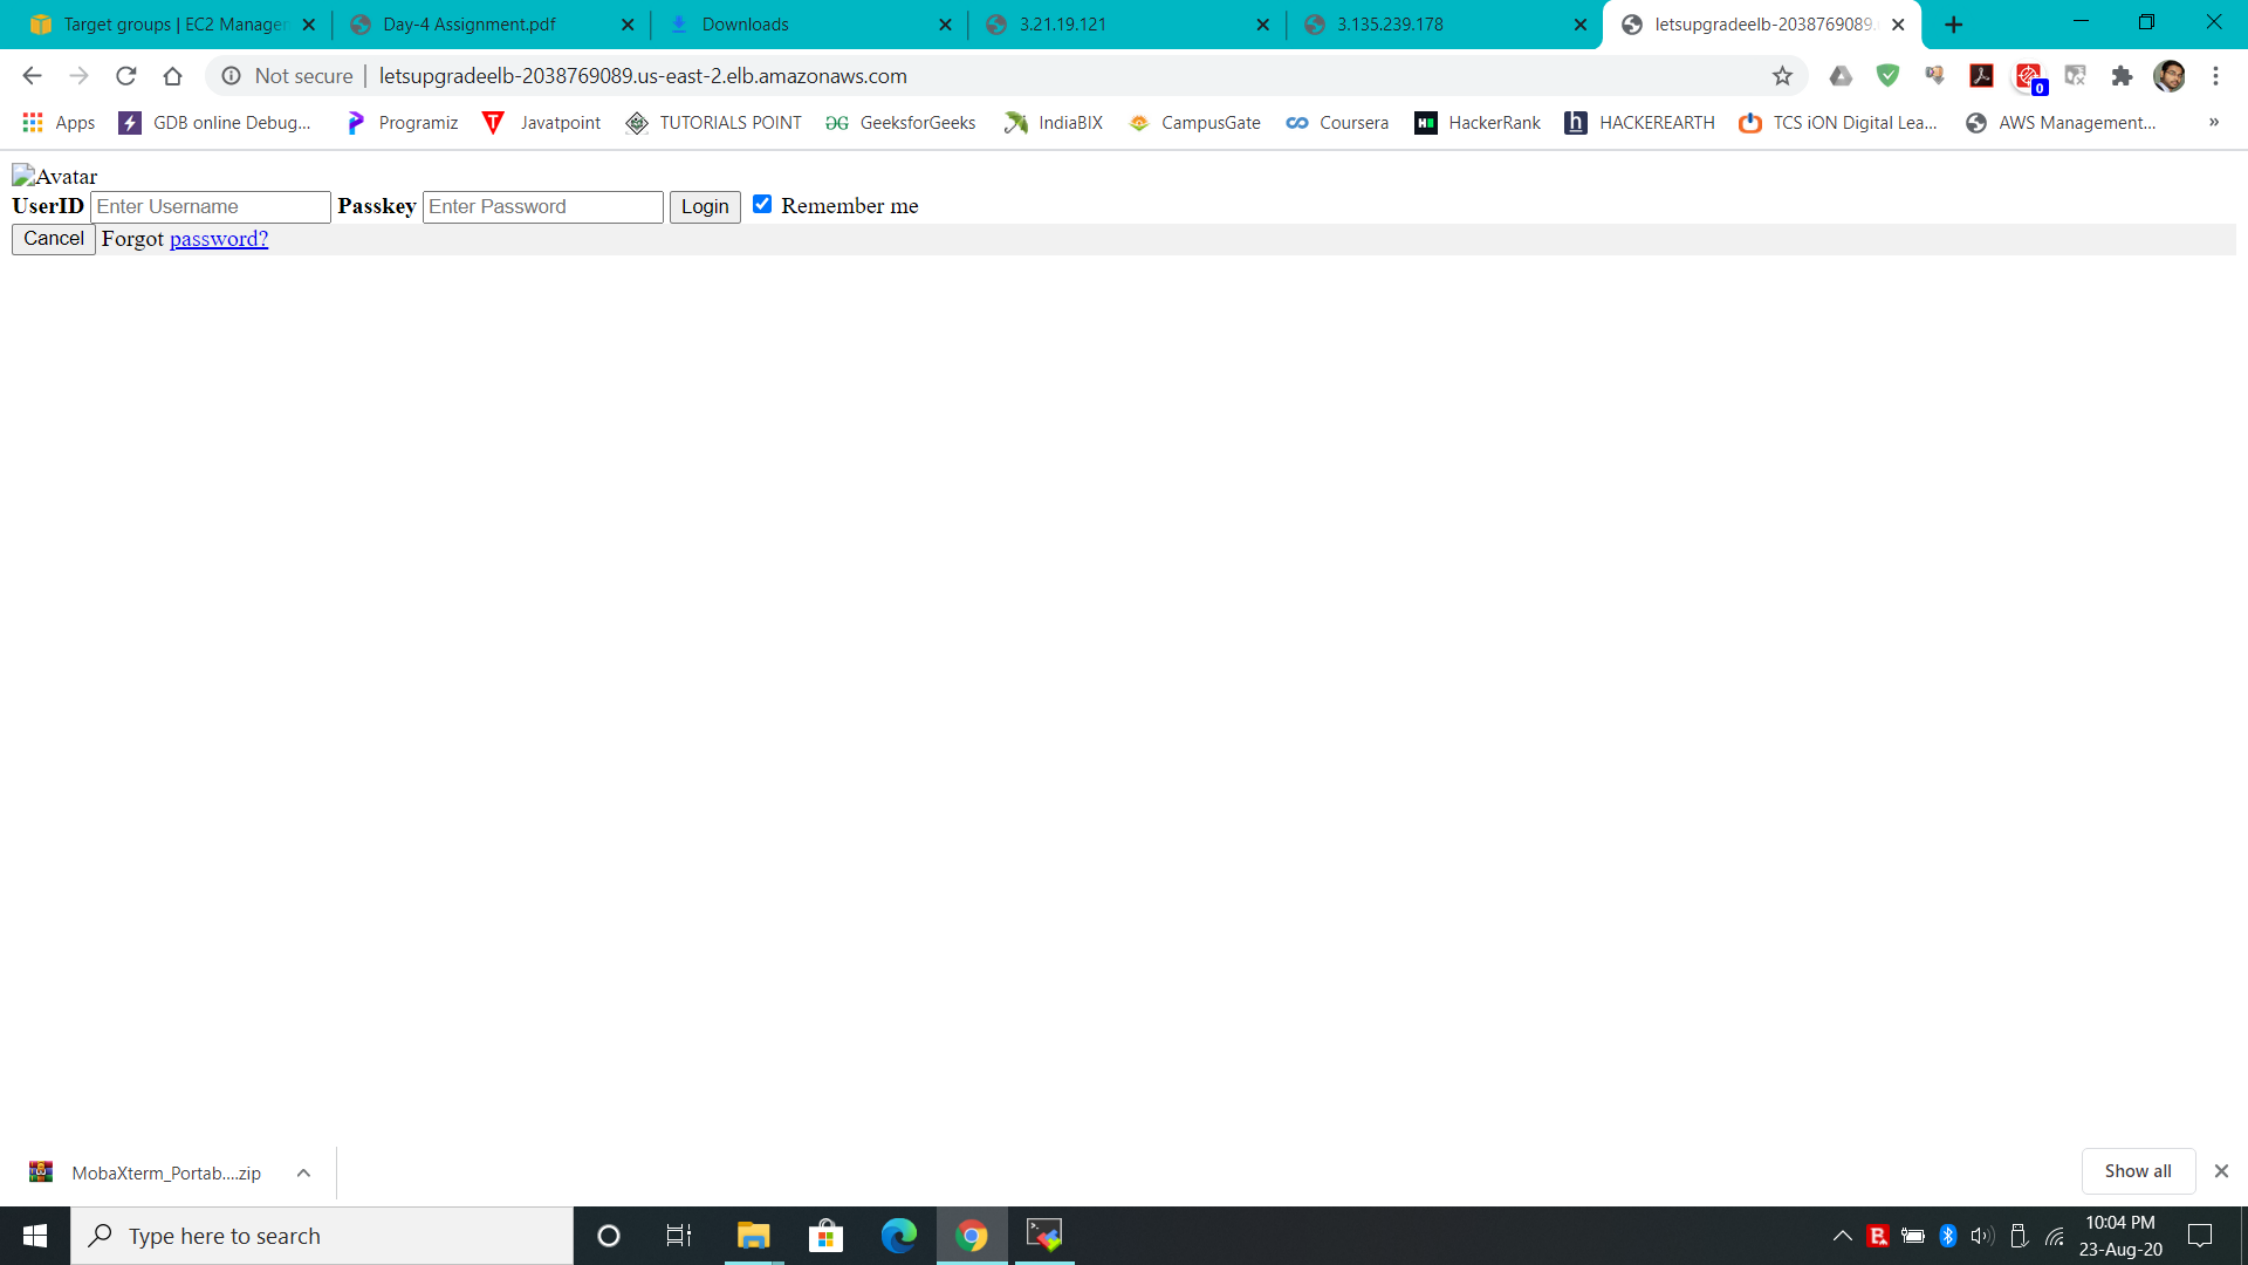 Target groups | EC2 Managen
Day-4 Assignment.pdf
Downloads
3.21.19.121
3.135.239.178
letsupgradeelb-2038769089.
Not secure | letsupgradeelb-2038769089.us-east-2.elb.amazonaws.com
0
Apps
GDB online Debug...
Programiz
Javatpoint
TUTORIALS POINT
GeeksforGeeks
IndiaBIX
CampusGate
Coursera
HackerRank
HACKEREARTH
TCS iON Digital Lea...
AWS Management...
»
Avatar
UserID Enter Username Passkey Enter Password Login Remember me
Cancel Forgot password?
MobaXterm_Portab....zip
Show all
Type here to search
10:04 PM
23-Aug-20